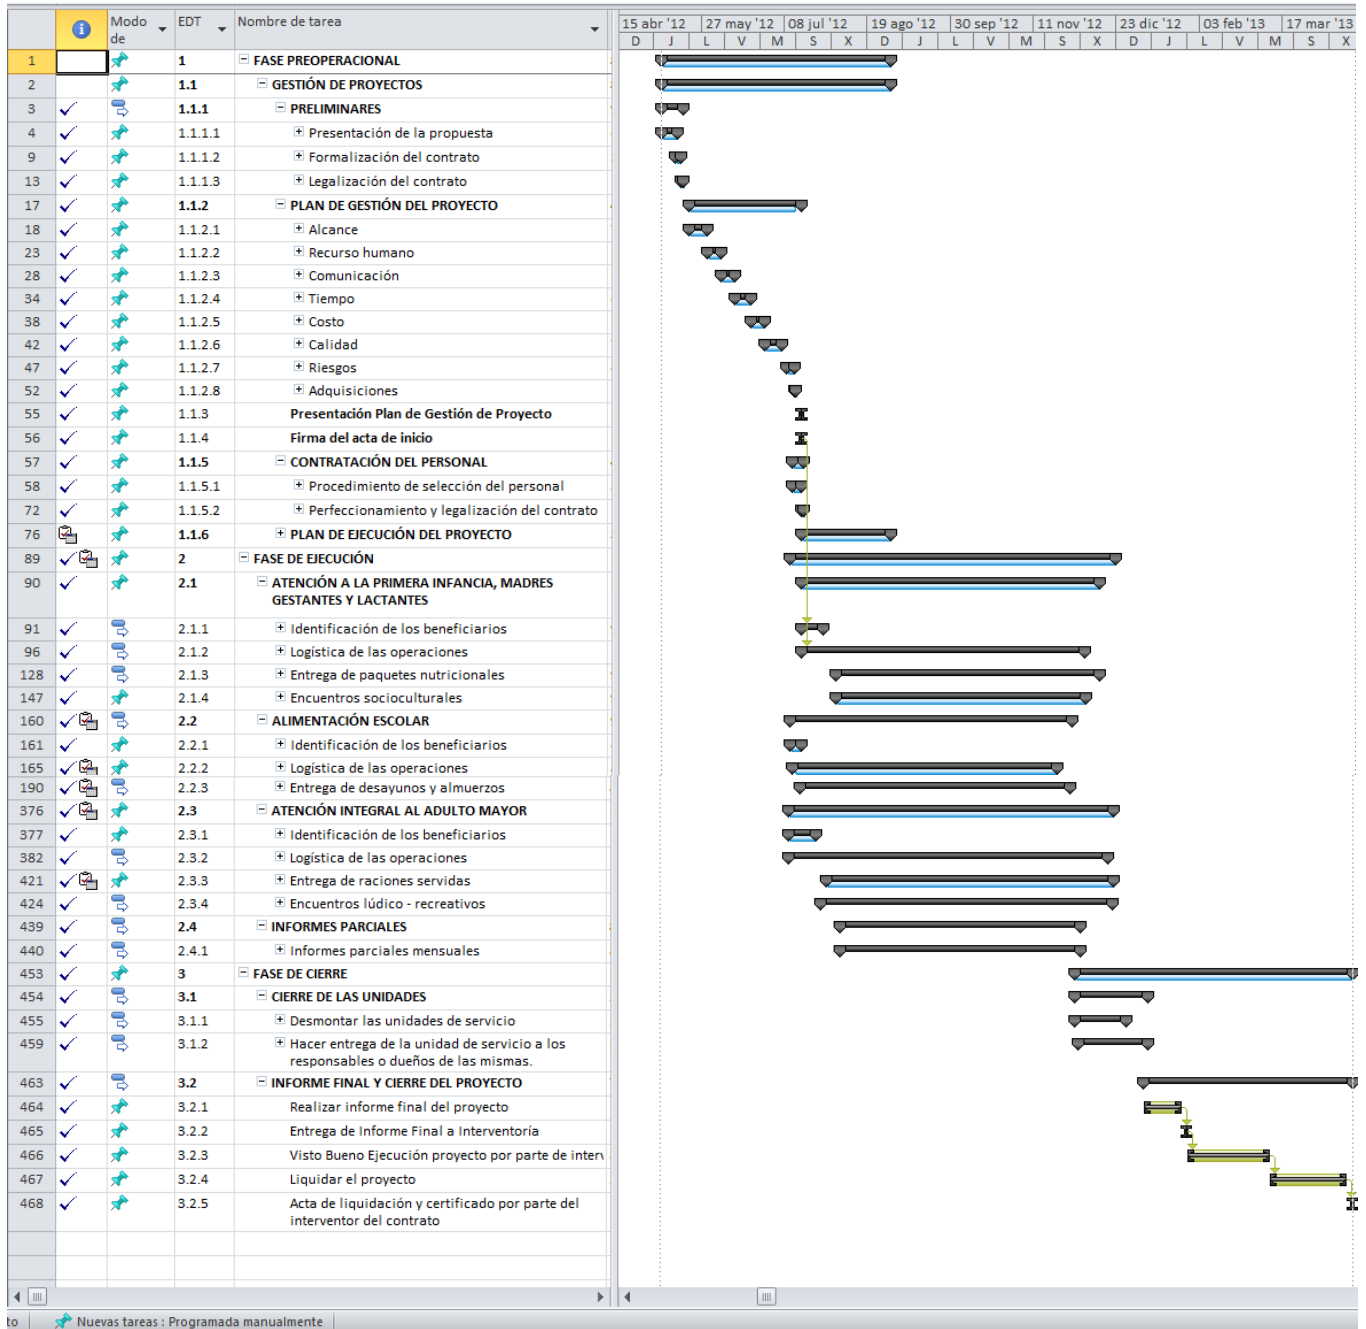 Modo de EDT Nombre de tarea 15 abr '12 27 may '12 08 jul '12 19 ago '12 30 sep '12 11 nov '12 23 dic '12 03 feb '13 17 mar '13
D J L V M S X D J L V M S X D J L V M S X
1 1 FASE PREOPERACIONAL
2 1.1 GESTIÓN DE PROYECTOS
3 1.1.1 PRELIMINARES
4 1.1.1.1 Presentación de la propuesta
9 1.1.1.2 Formalización del contrato
13 1.1.1.3 Legalización del contrato
17 1.1.2 PLAN DE GESTIÓN DEL PROYECTO
18 1.1.2.1 Alcance
23 1.1.2.2 Recurso humano
28 1.1.2.3 Comunicación
34 1.1.2.4 Tiempo
38 1.1.2.5 Costo
42 1.1.2.6 Calidad
47 1.1.2.7 Riesgos
52 1.1.2.8 Adquisiciones
55 1.1.3 Presentación Plan de Gestión de Proyecto
56 1.1.4 Firma del acta de inicio
57 1.1.5 CONTRATACIÓN DEL PERSONAL
58 1.1.5.1 Procedimiento de selección del personal
72 1.1.5.2 Perfeccionamiento y legalización del contrato
76 1.1.6 PLAN DE EJECUCIÓN DEL PROYECTO
89 2 FASE DE EJECUCIÓN
90 2.1 ATENCIÓN A LA PRIMERA INFANCIA, MADRES
GESTANTES Y LACTANTES
91 2.1.1 Identificación de los beneficiarios
96 2.1.2 Logística de las operaciones
128 2.1.3 Entrega de paquetes nutricionales
147 2.1.4 Encuentros socioculturales
160 2.2 ALIMENTACIÓN ESCOLAR
161 2.2.1 Identificación de los beneficiarios
165 2.2.2 Logística de las operaciones
190 2.2.3 Entrega de desayunos y almuerzos
376 2.3 ATENCIÓN INTEGRAL AL ADULTO MAYOR
377 2.3.1 Identificación de los beneficiarios
382 2.3.2 Logística de las operaciones
421 2.3.3 Entrega de raciones servidas
424 2.3.4 Encuentros lúdico - recreativos
439 2.4 INFORMES PARCIALES
440 2.4.1 Informes parciales mensuales
453 3 FASE DE CIERRE
454 3.1 CIERRE DE LAS UNIDADES
455 3.1.1 Desmontar las unidades de servicio
459 3.1.2 Hacer entrega de la unidad de servicio a los
responsables o dueños de las mismas.
463 3.2 INFORME FINAL Y CIERRE DEL PROYECTO
464 3.2.1 Realizar informe final del proyecto
465 3.2.2 Entrega de Informe Final a Interventoría
466 3.2.3 Visto Bueno Ejecución proyecto por parte de interv
467 3.2.4 Liquidar el proyecto
468 3.2.5 Acta de liquidación y certificado por parte del
interventor del contrato
to Nuevas tareas : Programada manualmente